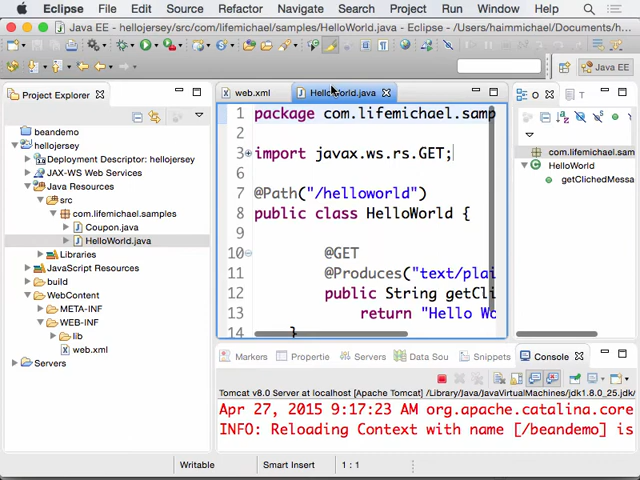 Eclipse File Edit Source Refactor Navigate Search Project Run Window Help
Java EE - hellojersey/src/com/lifemichael/samples/HelloWorld.java - Eclipse - /Users/haimmichael/Documents/h...
Java EE
Project Explorer
beandemo
hellojersey
Deployment Descriptor: hellojersey
JAX-WS Web Services
Java Resources
src
com.lifemichael.samples
Coupon.java
HelloWorld.java
Libraries
JavaScript Resources
build
WebContent
META-INF
WEB-INF
lib
web.xml
Servers
web.xml
HelloWorld.java
1 package com.lifemichael.samp
2
3 import javax.ws.rs.GET;
6
7 @Path("/helloworld")
8 public class HelloWorld {
9
10 @GET
11 @Produces("text/plai
12 public String getCli
13 return "Hello Wo
14 }
O
T
com.lifemichael.sam
HelloWorld
getClichedMessa
Markers Propertie Servers Data Sou Snippets Console
Tomcat v8.0 Server at localhost [Apache Tomcat] /Library/Java/JavaVirtualMachines/jdk1.8.0_25.jdk/
Apr 27, 2015 9:17:23 AM org.apache.catalina.core
INFO: Reloading Context with name [/beandemo] is
Writable
Smart Insert
1 : 1